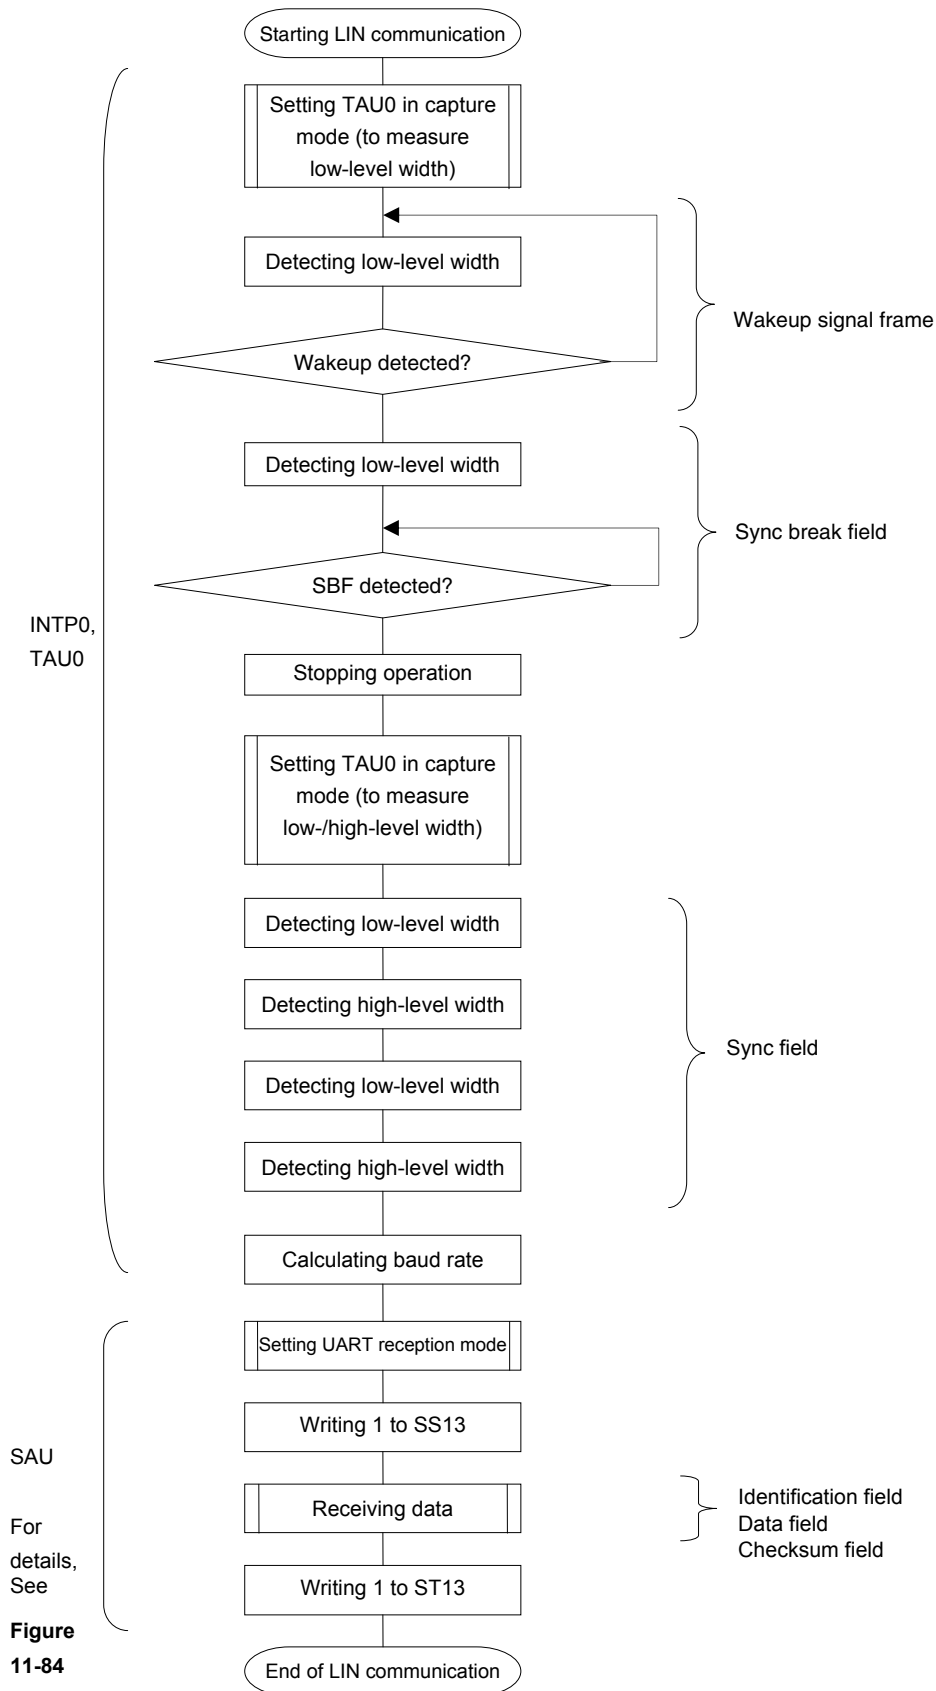 Starting LIN communication
Setting TAU0 in capture
mode (to measure
low-level width)
Detecting low-level width
Wakeup signal frame
Wakeup detected?
Detecting low-level width
Sync break field
SBF detected?
INTP0,
TAU0
Stopping operation
Setting TAU0 in capture
mode (to measure
low-/high-level width)
Detecting low-level width
Detecting high-level width
Sync field
Detecting low-level width
Detecting high-level width
Calculating baud rate
Setting UART reception mode
Writing 1 to SS13
SAU
For
details,
See
Figure
11-84
Receiving data
Identification field
Data field
Checksum field
Writing 1 to ST13
End of LIN communication